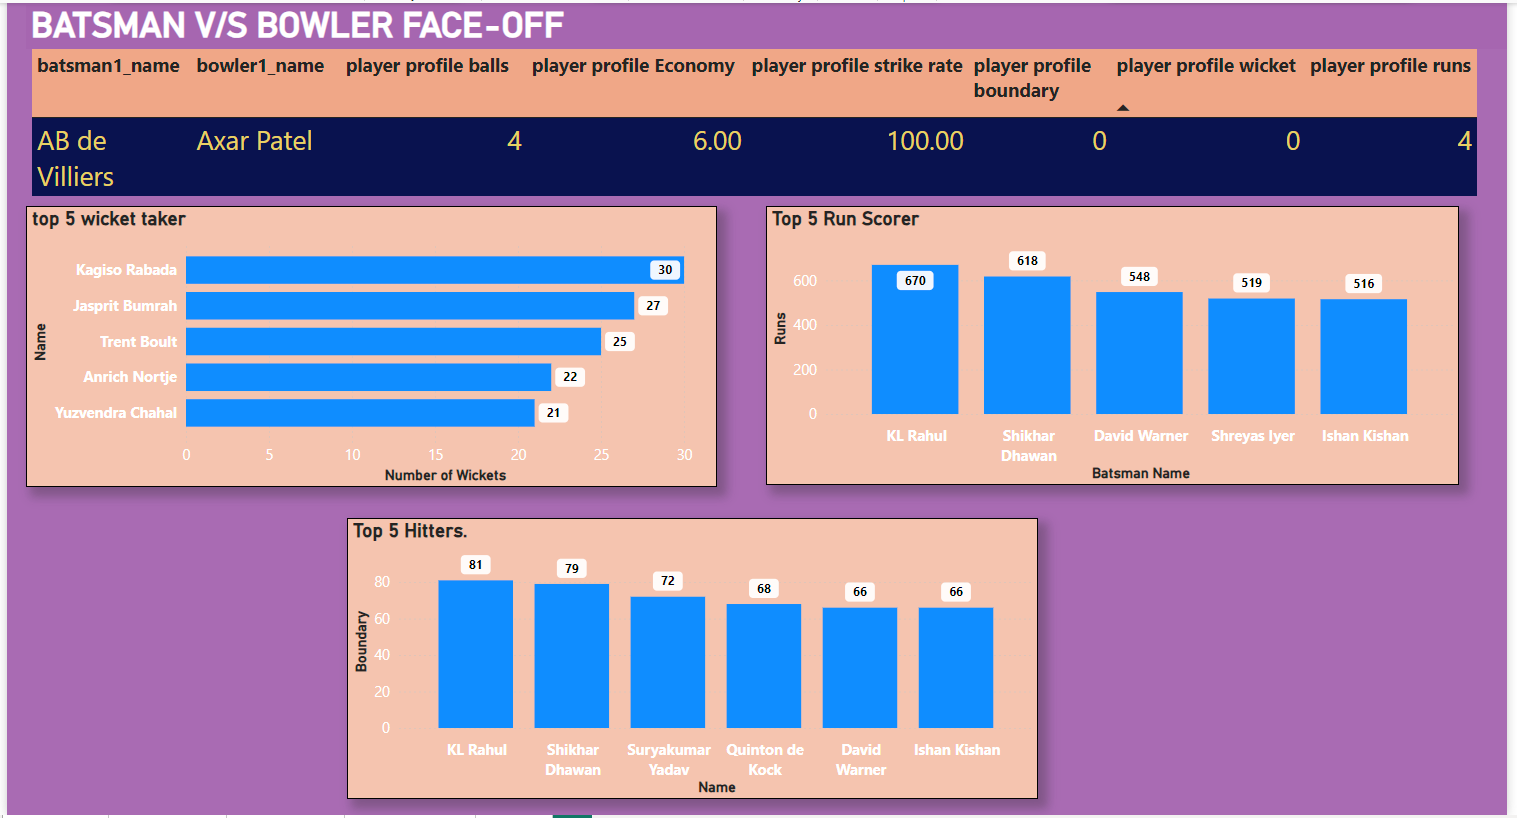 BATSMAN V/S BOWLER FACE-OFF
batsman1_name bowler1_name player profile balls player profile Economy player profile strike rate player profile boundary player profile wicket player profile runs
AB de Villiers Axar Patel 4 6.00 100.00 0 0 4
top 5 wicket taker
Name
Kagiso Rabada 30
Jasprit Bumrah 27
Trent Boult 25
Anrich Nortje 22
Yuzvendra Chahal 21
0 5 10 15 20 25 30
Number of Wickets
Top 5 Run Scorer
Runs
600
400
200
0
670 618 548 519 516
KL Rahul Shikhar Dhawan David Warner Shreyas Iyer Ishan Kishan
Batsman Name
Top 5 Hitters.
Boundary
80
60
40
20
0
81 79 72 68 66 66
KL Rahul Shikhar Dhawan Suryakumar Yadav Quinton de Kock David Warner Ishan Kishan
Name